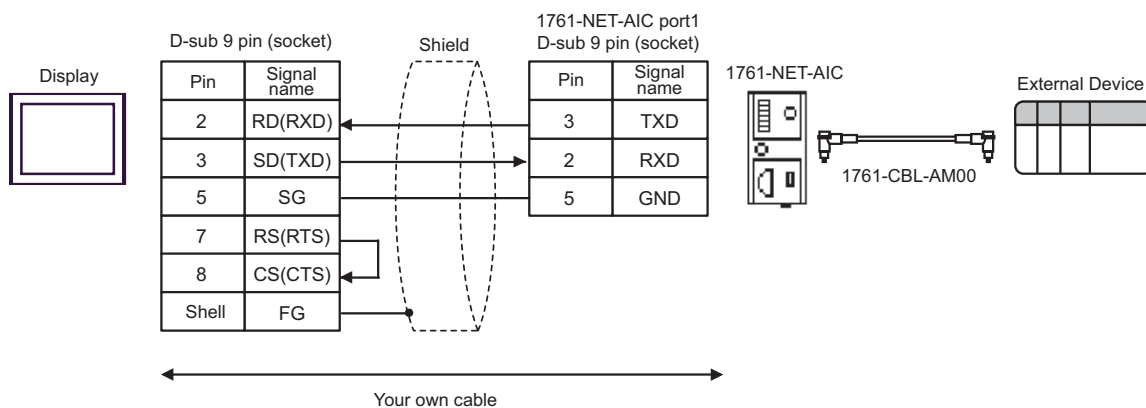 1761-NET-AIC port1
D-sub 9 pin (socket)
Shield
D-sub 9 pin (socket)
Display
Pin
Signal
name
2
RD(RXD)
3
SD(TXD)
5
SG
7
RS(RTS)
8
CS(CTS)
Shell
FG
Pin
Signal
name
3
TXD
2
RXD
5
GND
1761-NET-AIC
1761-CBL-AM00
External Device
Your own cable